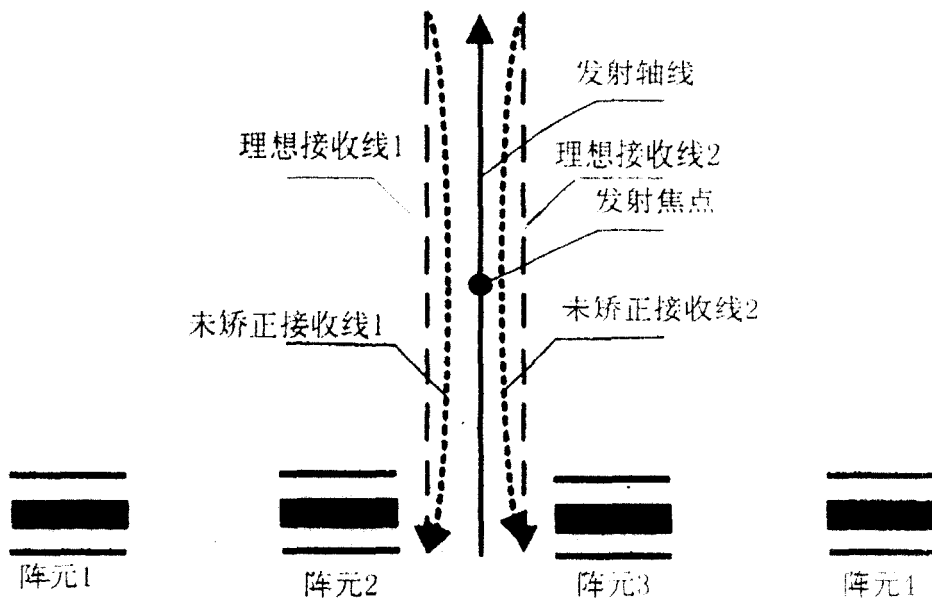 发射轴线
理想接收线1
理想接收线2
发射焦点
未矫正接收线1
未矫正接收线2
阵元1
阵元2
阵元3
阵元4